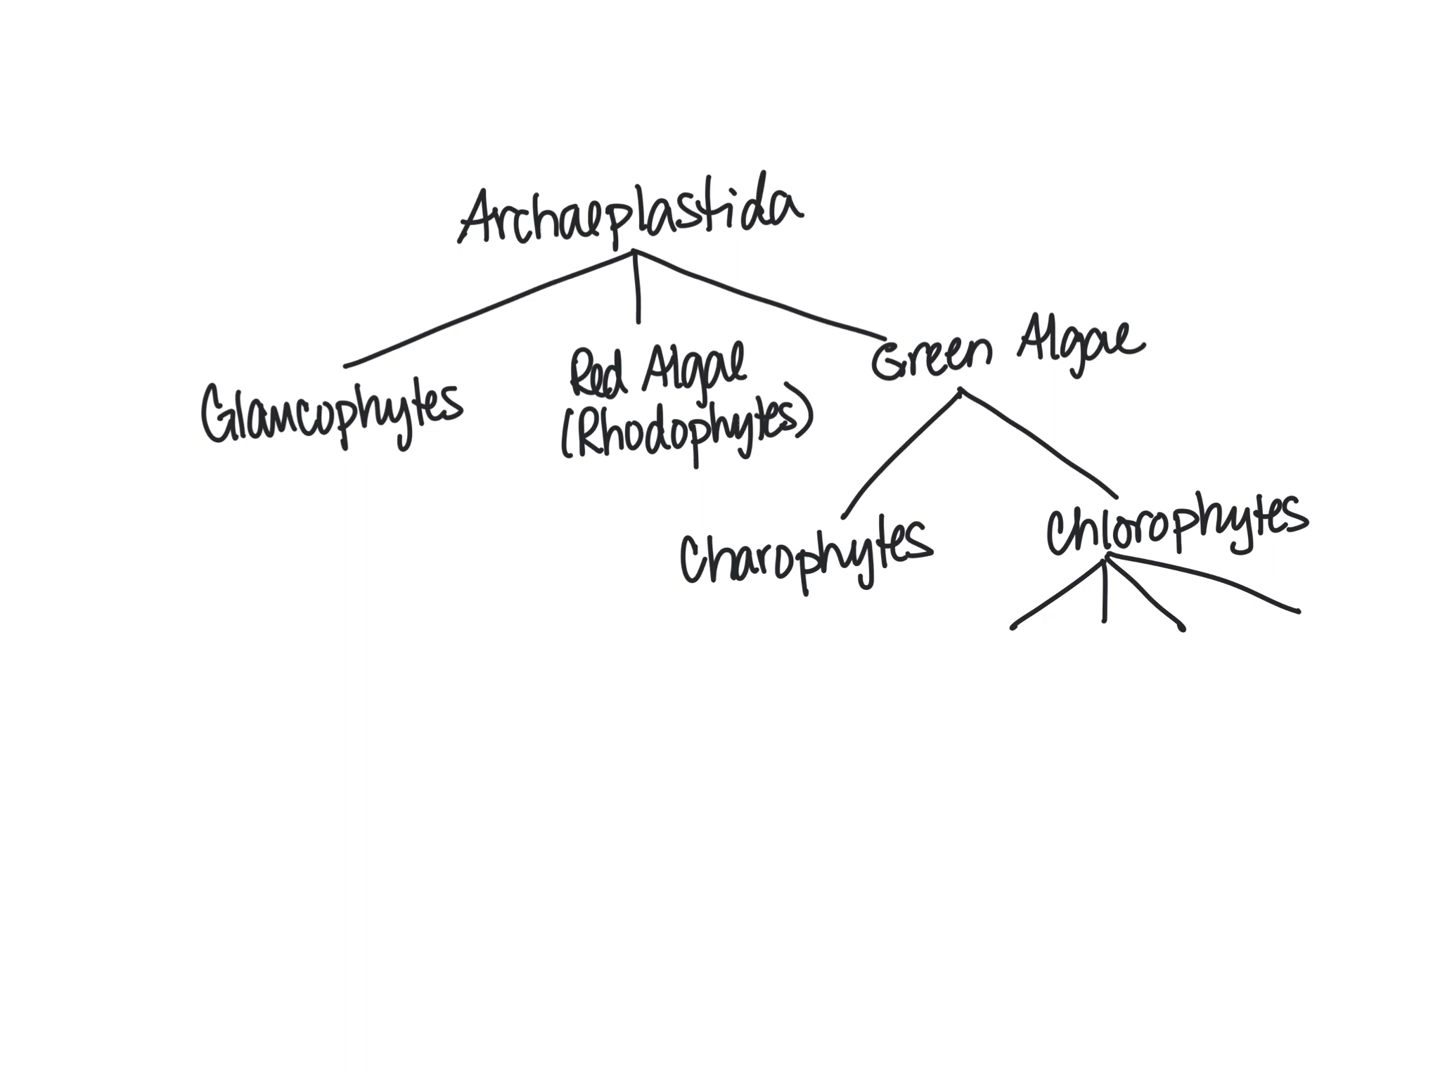 Archaeplastida
Glaucophytes
Red Algae
(Rhodophytes)
Green Algae
Charophytes
Chlorophytes